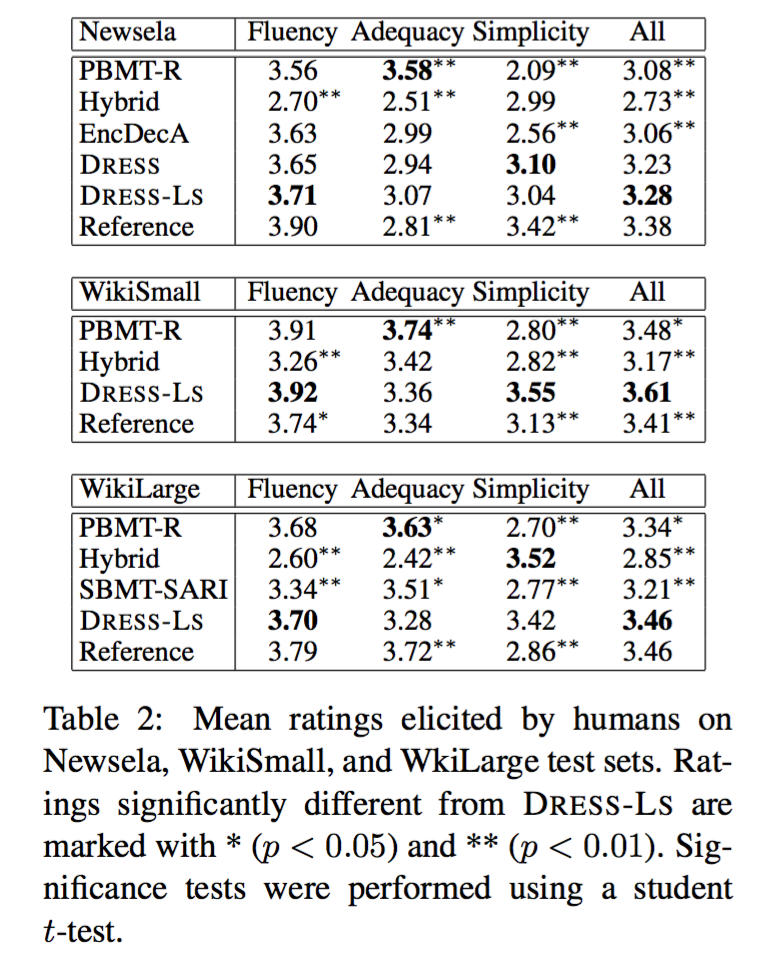 Newsela Fluency Adequacy Simplicity All
PBMT-R 3.56 3.58** 2.09** 3.08**
Hybrid 2.70** 2.51** 2.99 2.73**
EncDecA 3.63 2.99 2.56** 3.06**
DRESS 3.65 2.94 3.10 3.23
DRESS-LS 3.71 3.07 3.04 3.28
Reference 3.90 2.81** 3.42** 3.38
WikiSmall Fluency Adequacy Simplicity All
PBMT-R 3.91 3.74** 2.80** 3.48*
Hybrid 3.26** 3.42 2.82** 3.17**
DRESS-LS 3.92 3.36 3.55 3.61
Reference 3.74* 3.34 3.13** 3.41**
WikiLarge Fluency Adequacy Simplicity All
PBMT-R 3.68 3.63* 2.70** 3.34*
Hybrid 2.60** 2.42** 3.52 2.85**
SBMT-SARI 3.34** 3.51* 2.77** 3.21**
DRESS-LS 3.70 3.28 3.42 3.46
Reference 3.79 3.72** 2.86** 3.46
Table 2: Mean ratings elicited by humans on
Newsela, WikiSmall, and WkiLarge test sets. Rat-
ings significantly different from DRESS-LS are
marked with * (p < 0.05) and ** (p < 0.01). Sig-
nificance tests were performed using a student
t-test.